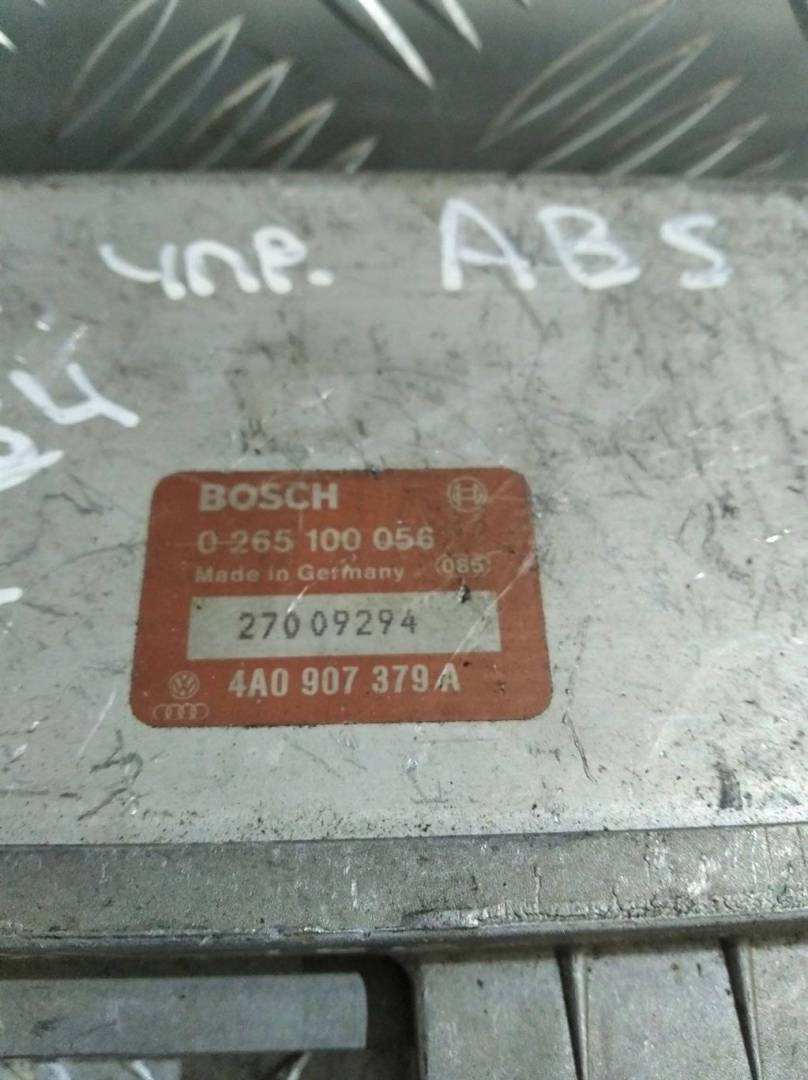 упр. ABS
BOSCH
0 265 100 056
Made in Germany 085
27009294
4A0 907 379 A